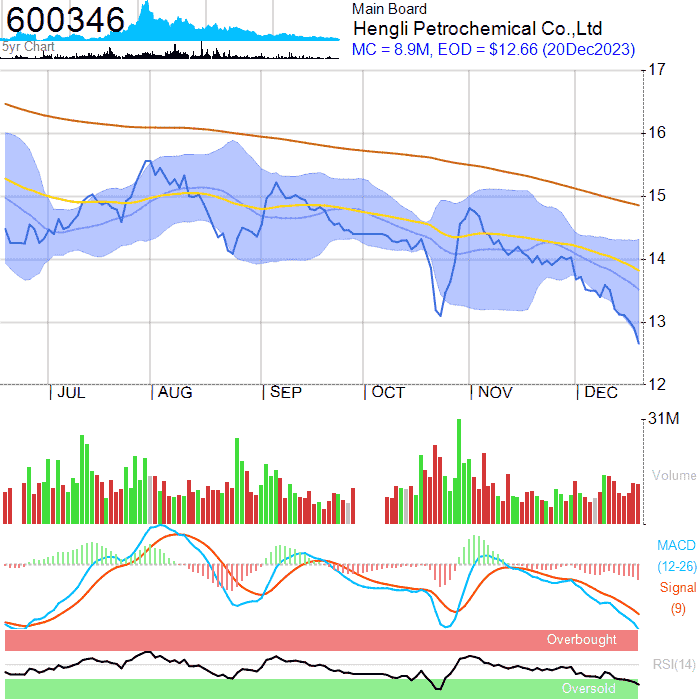 600346
5yr Chart
Main Board
Hengli Petrochemical Co.,Ltd
MC = 8.9M, EOD = $12.66 (20Dec2023)
17
16
15
14
13
12
JUL AUG SEP OCT NOV DEC
31M
Volume
MACD
(12-26)
Signal
(9)
Overbought
RSI(14)
Oversold